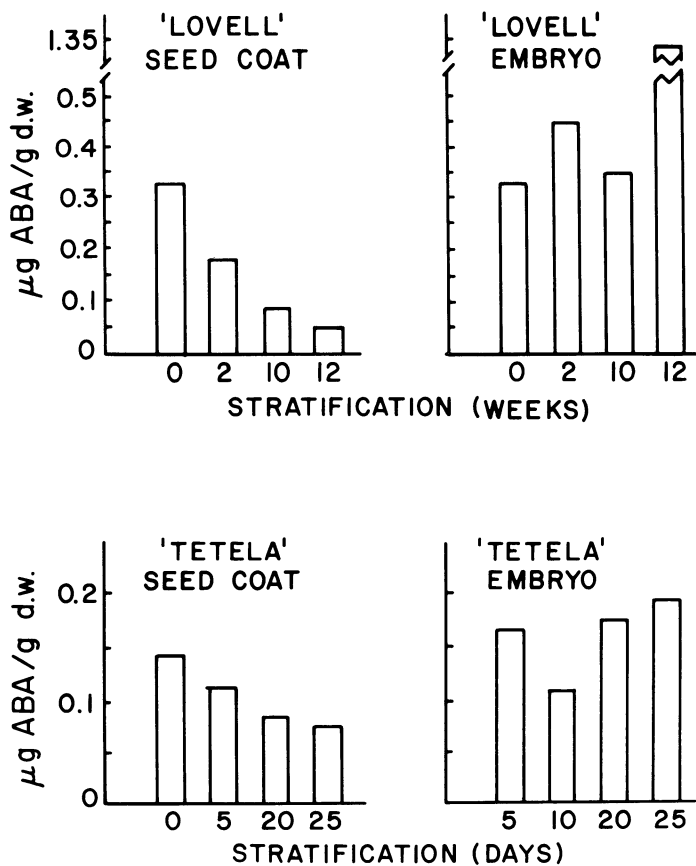 'LOVELL'
SEED COAT
1.35
0.5
0.4
0.3
0.2
0.1
0
µg ABA/g d.w.
0 2 10 12
'LOVELL'
EMBRYO
0 2 10 12
STRATIFICATION (WEEKS)
'TETELA'
SEED COAT
0.2
0.1
0
µg ABA/g d.w.
0 5 20 25
'TETELA'
EMBRYO
5 10 20 25
STRATIFICATION (DAYS)